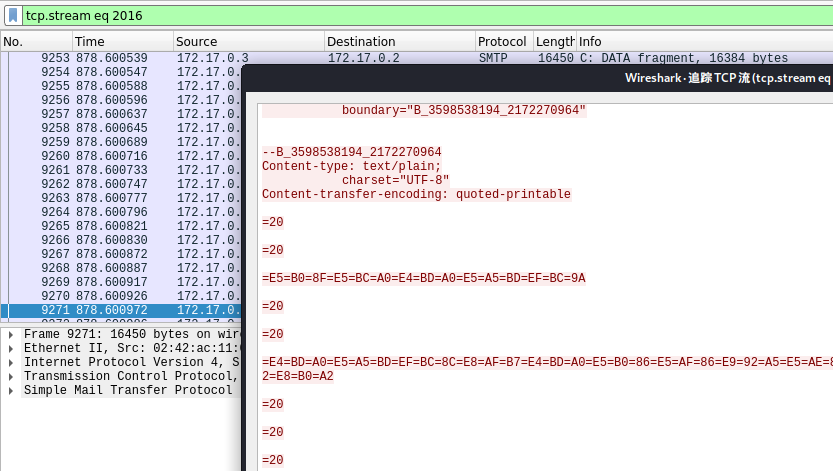 tcp.stream eq 2016
No. Time Source Destination Protocol Length Info
9253 878.600539 172.17.0.3 172.17.0.2 SMTP 16450 C: DATA fragment, 16384 bytes
9254 878.600547 172.17.0.
9255 878.600588 172.17.0.
9256 878.600596 172.17.0.
9257 878.600637 172.17.0.
9258 878.600645 172.17.0.
9259 878.600689 172.17.0.
9260 878.600716 172.17.0.
9261 878.600733 172.17.0.
9262 878.600747 172.17.0.
9263 878.600777 172.17.0.
9264 878.600796 172.17.0.
9265 878.600821 172.17.0.
9266 878.600830 172.17.0.
9267 878.600872 172.17.0.
9268 878.600887 172.17.0.
9269 878.600917 172.17.0.
9270 878.600926 172.17.0.
9271 878.600972 172.17.0.
Frame 9271: 16450 bytes on wire
Ethernet II, Src: 02:42:ac:11:
Internet Protocol Version 4, S
Transmission Control Protocol,
Simple Mail Transfer Protocol
Wireshark · 追踪 TCP 流 (tcp.stream eq
boundary="B_3598538194_2172270964"
--B_3598538194_2172270964
Content-type: text/plain;
charset="UTF-8"
Content-transfer-encoding: quoted-printable
=20
=20
=E5=B0=8F=E5=BC=A0=E4=BD=A0=E5=A5=BD=EF=BC=9A
=20
=20
=E4=BD=A0=E5=A5=BD=EF=BC=8C=E8=AF=B7=E4=BD=A0=E5=B0=86=E5=AF=86=E9=92=A5=E5=AE=8
2=E8=B0=A2
=20
=20
=20